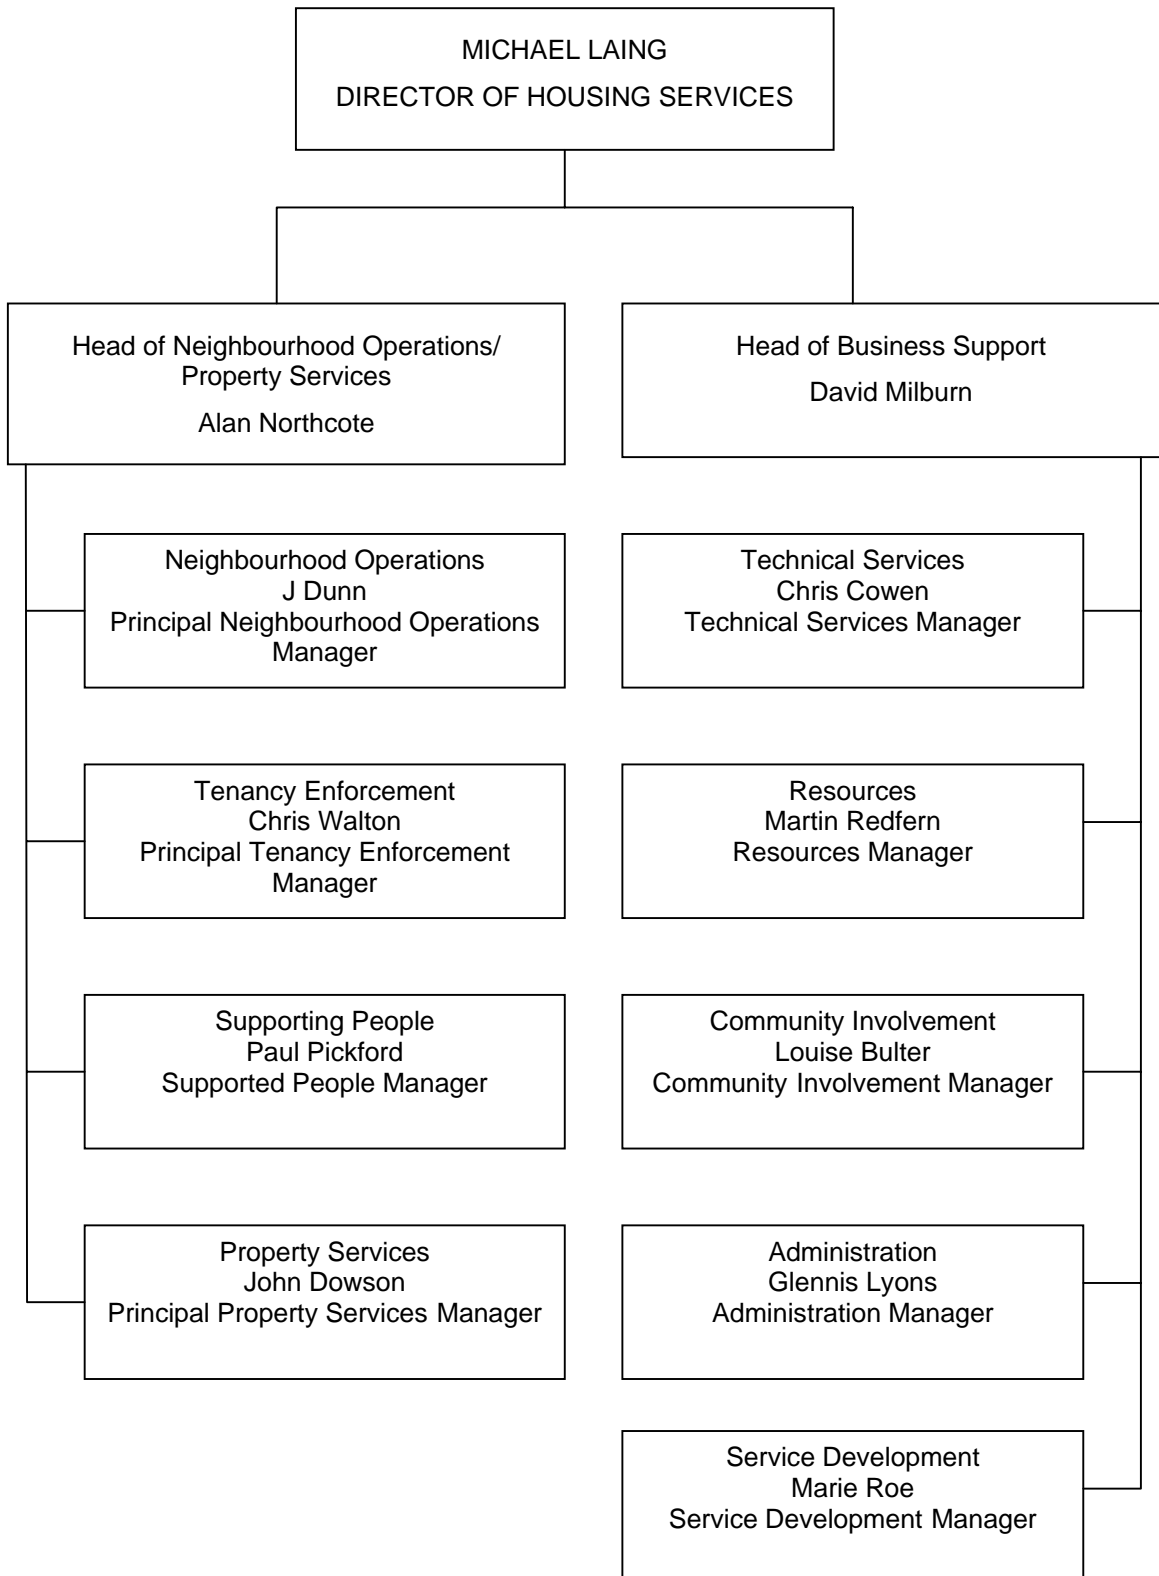 MICHAEL LAING
DIRECTOR OF HOUSING SERVICES
Head of Neighbourhood Operations/
Property Services
Alan Northcote
Head of Business Support
David Milburn
Neighbourhood Operations
J Dunn
Principal Neighbourhood Operations
Manager
Technical Services
Chris Cowen
Technical Services Manager
Tenancy Enforcement
Chris Walton
Principal Tenancy Enforcement
Manager
Resources
Martin Redfern
Resources Manager
Supporting People
Paul Pickford
Supported People Manager
Community Involvement
Louise Bulter
Community Involvement Manager
Property Services
John Dowson
Principal Property Services Manager
Administration
Glennis Lyons
Administration Manager
Service Development
Marie Roe
Service Development Manager